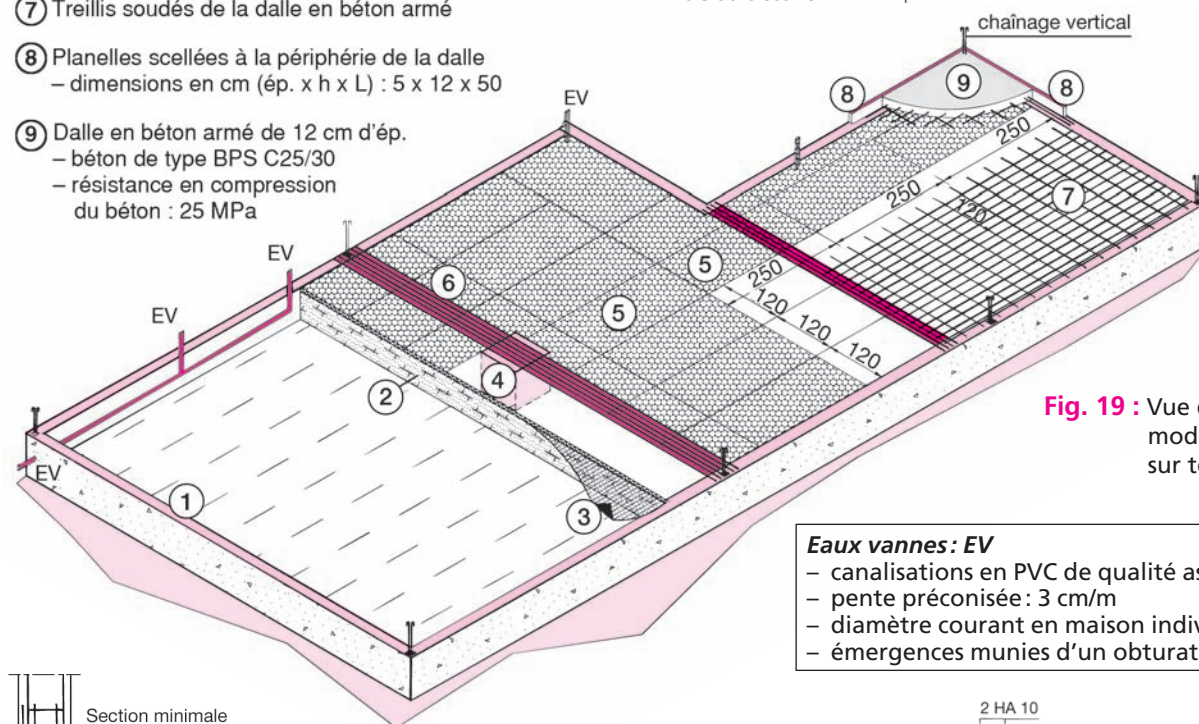 7 Treillis soudés de la dalle en béton armé
8 Planelles scellées à la périphérie de la dalle
– dimensions en cm (ép. x h x L) : 5 x 12 x 50
9 Dalle en béton armé de 12 cm d'ép.
– béton de type BPS C25/30
– résistance en compression
du béton : 25 MPa
chaînage vertical
8
9
8
EV
250
250
120
7
5
250
120
120
120
6
5
EV
EV
4
2
3
1
EV
Fig. 19 : Vue
mod
sur
Eaux vannes : EV
– canalisations en PVC de qualité
– pente préconisée : 3 cm/m
– diamètre courant en maison
– émergences munies d'un
Section minimale
2 HA 10